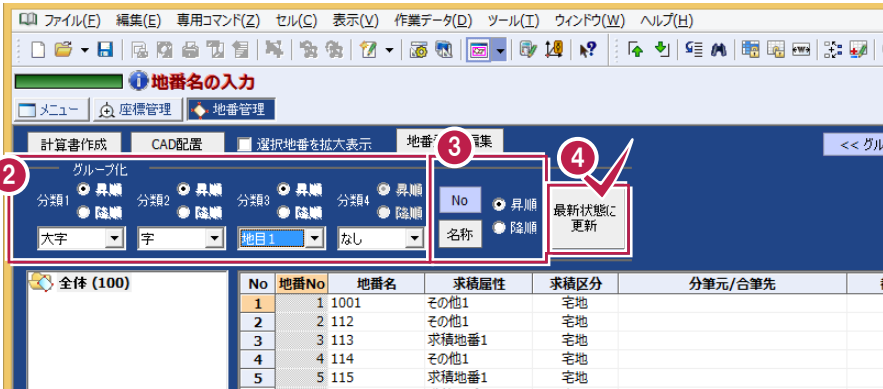 ファイル(F) 編集(E) 専用コマンド(Z) セル(C) 表示(V) 作業データ(D) ツール(T) ウィンドウ(W) ヘルプ(H)
地番名の入力
メニュー 座標管理 地番管理
計算書作成 CAD配置 選択地番を拡大表示 地番 集 << グル
2 3 4
グループ化
分類1 昇順 降順 分類2 昇順 降順 分類3 昇順 降順 分類4 昇順 降順 No 昇順 降順 最新状態に
大字 字 地目1 なし 名称 更新
全体 (100)
No 地番No 地番名 求積属性 求積区分 分筆元/合筆先
1 1 1001 その他1 宅地
2 2 112 その他1 宅地
3 3 113 求積地番1 宅地
4 4 114 その他1 宅地
5 5 115 求積地番1 宅地